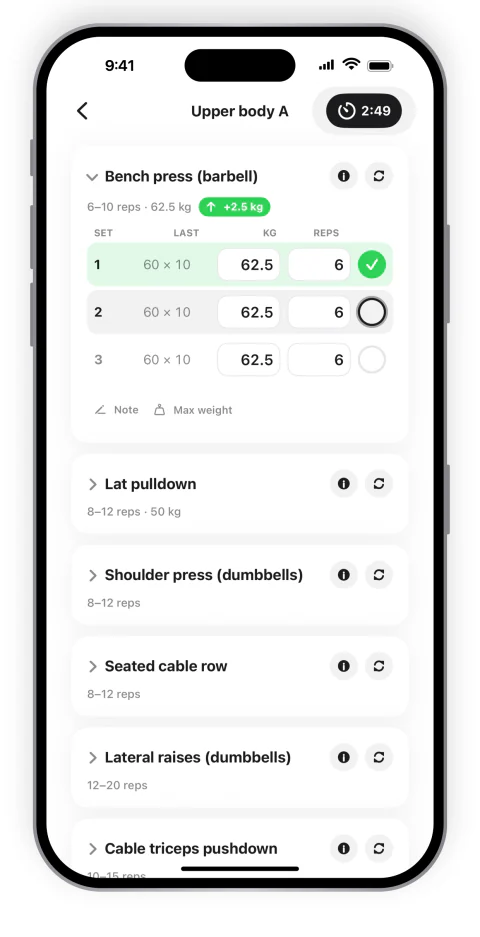 9:41
Upper body A
2:49
Bench press (barbell)
6–10 reps · 62.5 kg ↑ +2.5 kg
SET LAST KG REPS
1 60 × 10 62.5 6
2 60 × 10 62.5 6
3 60 × 10 62.5 6
Note Max weight
Lat pulldown
8–12 reps · 50 kg
Shoulder press (dumbbells)
8–12 reps
Seated cable row
8–12 reps
Lateral raises (dumbbells)
12–20 reps
Cable triceps pushdown
10–15 reps